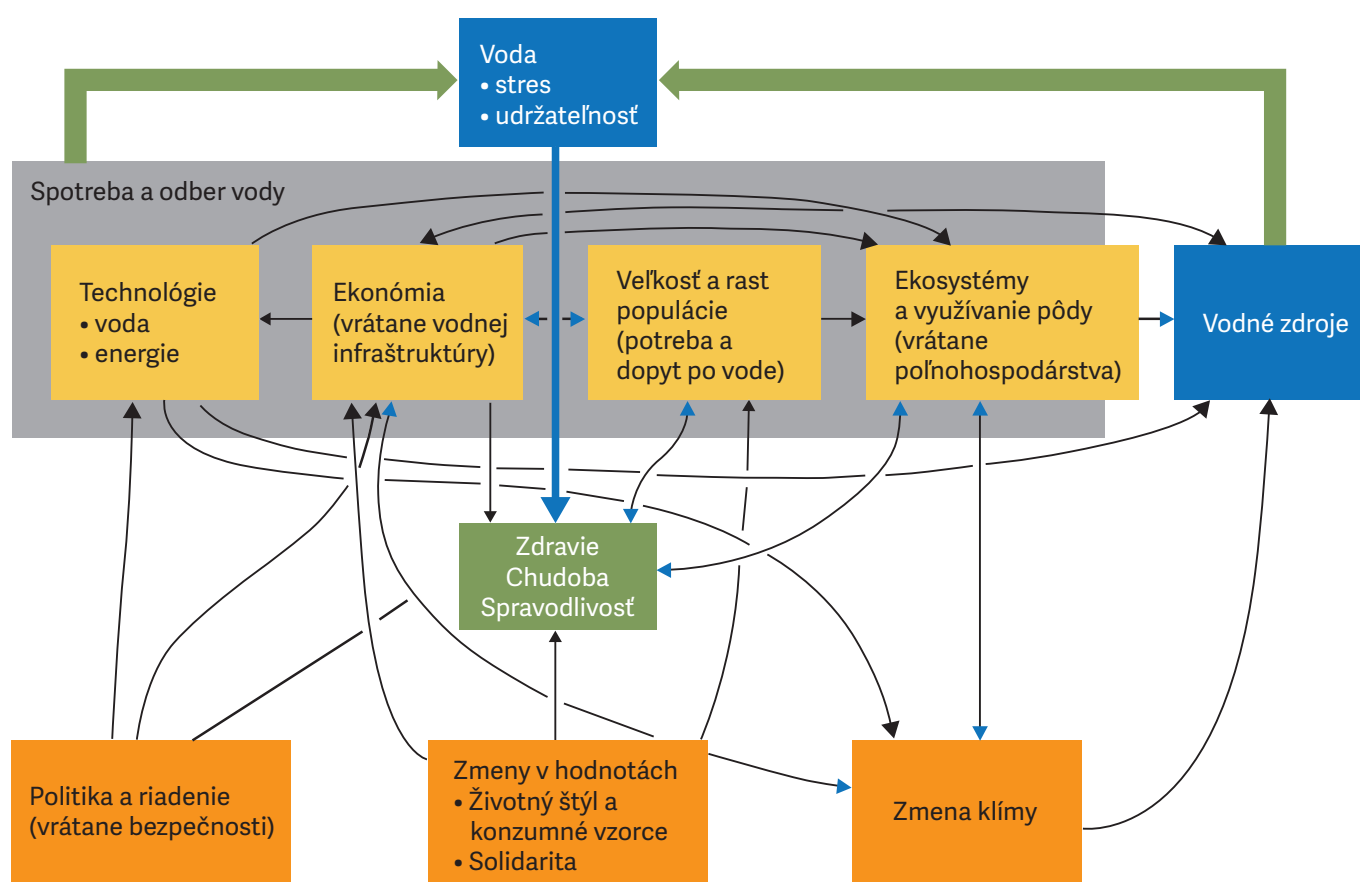 Voda
• stres
• udržateľnosť
Spotreba a odber vody
Technológie
• voda
• energie
Ekonómia
(vrátane vodnej
infraštruktúry)
Veľkosť a rast
populácie
(potreba a
dopyt po vode)
Ekosystémy
a využívanie pôdy
(vrátane
poľnohospodárstva)
Vodné zdroje
Zdravie
Chudoba
Spravodlivosť
Politika a riadenie
(vrátane bezpečnosti)
Zmeny v hodnotách
• Životný štýl a
konzumné vzorce
• Solidarita
Zmena klímy